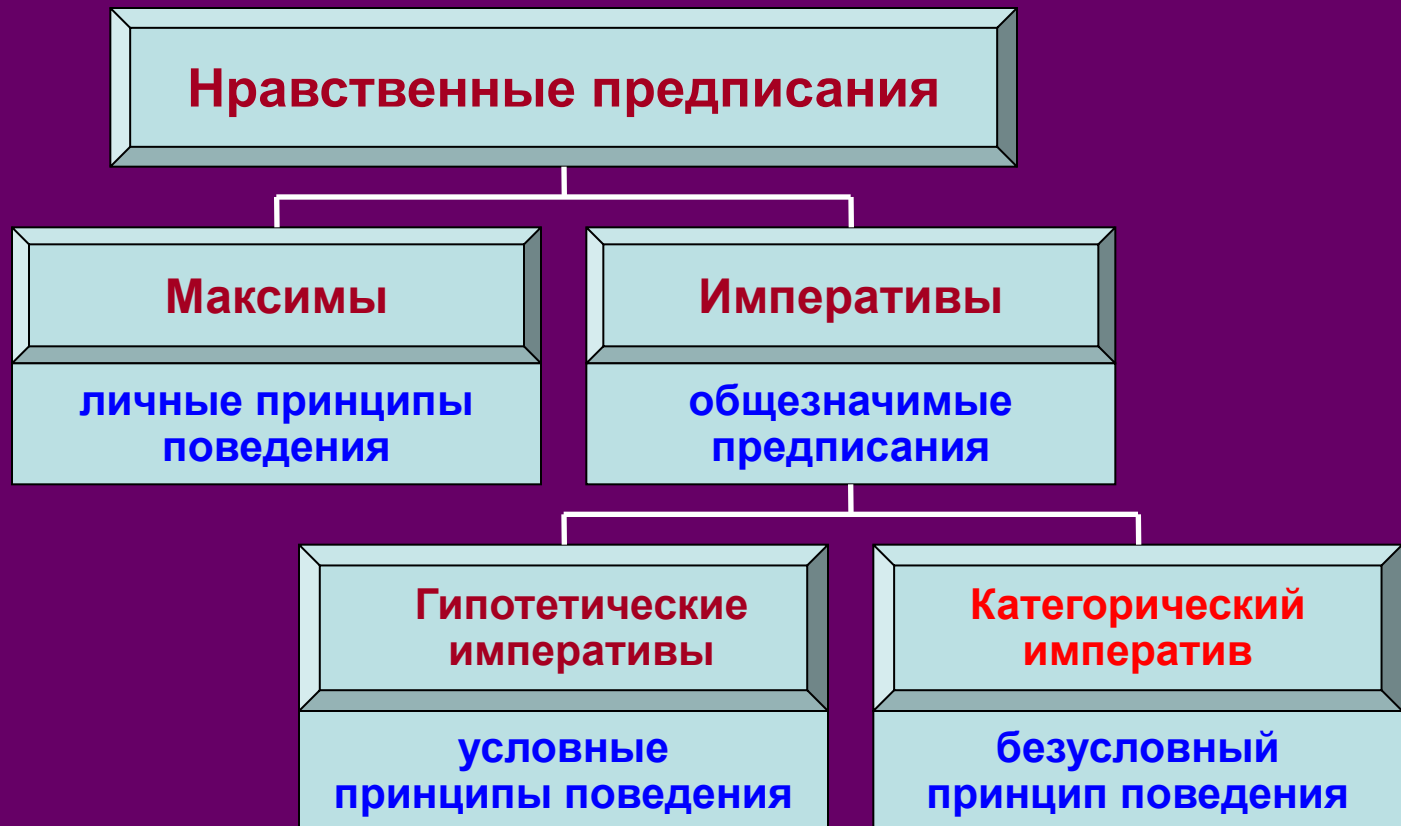 Нравственные предписания
Максимы
личные принципы
поведения
Императивы
общезначимые
предписания
Гипотетические
императивы
условные
принципы поведения
Категорический
императив
безусловный
принцип поведения